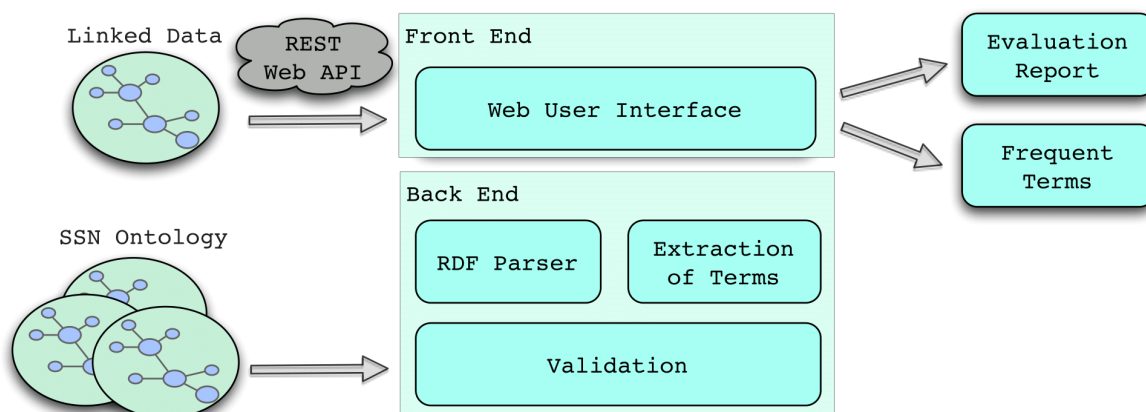 Linked Data
REST
Web API
Front End
Web User Interface
Evaluation
Report
Frequent
Terms
Back End
SSN Ontology
RDF Parser
Extraction
of Terms
Validation